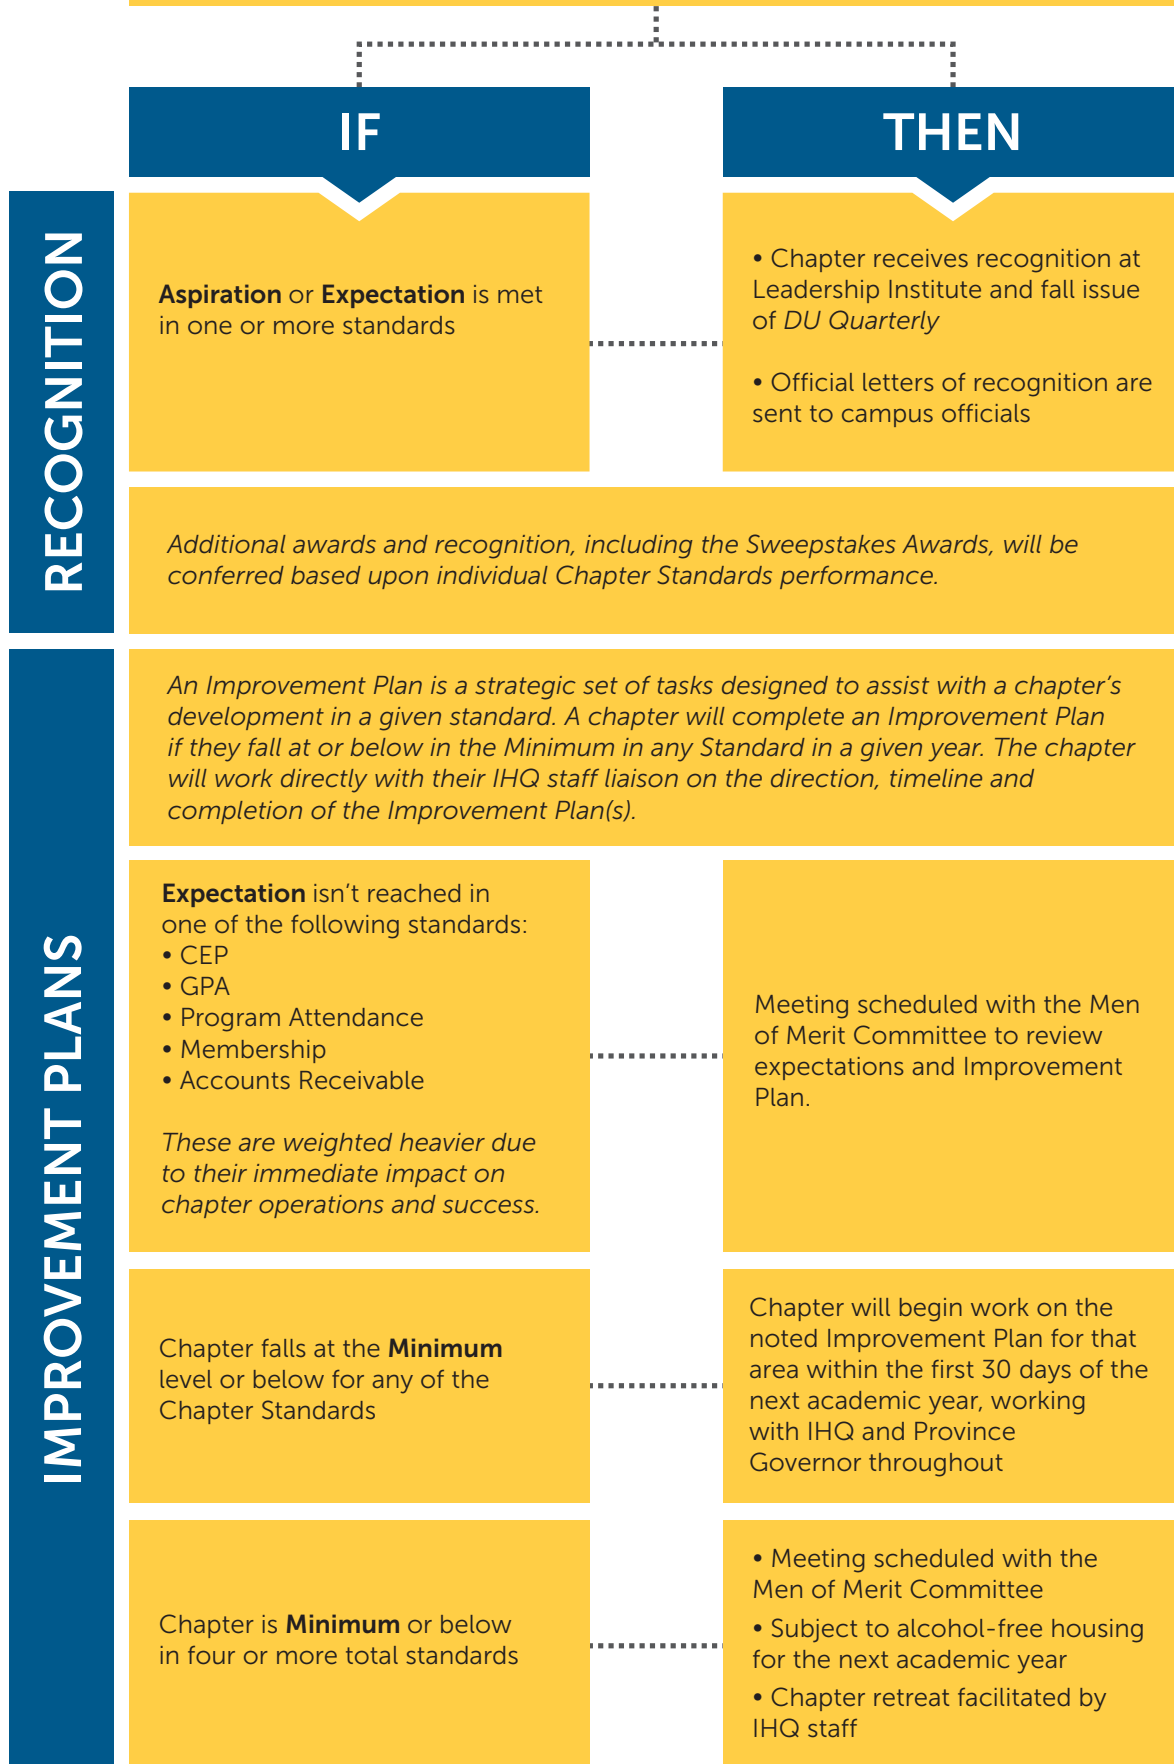 IF
THEN
RECOGNITION
Aspiration or Expectation is met
in one or more standards
• Chapter receives recognition at
Leadership Institute and fall issue
of DU Quarterly
• Official letters of recognition are
sent to campus officials
Additional awards and recognition, including the Sweepstakes Awards, will be
conferred based upon individual Chapter Standards performance.
IMPROVEMENT PLANS
An Improvement Plan is a strategic set of tasks designed to assist with a chapter’s
development in a given standard. A chapter will complete an Improvement Plan
if they fall at or below in the Minimum in any Standard in a given year. The chapter
will work directly with their IHQ staff liaison on the direction, timeline and
completion of the Improvement Plan(s).
Expectation isn’t reached in
one of the following standards:
• CEP
• GPA
• Program Attendance
• Membership
• Accounts Receivable
These are weighted heavier due
to their immediate impact on
chapter operations and success.
Meeting scheduled with the Men
of Merit Committee to review
expectations and Improvement
Plan.
Chapter falls at the Minimum
level or below for any of the
Chapter Standards
Chapter will begin work on the
noted Improvement Plan for that
area within the first 30 days of the
next academic year, working
with IHQ and Province
Governor throughout
Chapter is Minimum or below
in four or more total standards
• Meeting scheduled with the
Men of Merit Committee
• Subject to alcohol-free housing
for the next academic year
• Chapter retreat facilitated by
IHQ staff